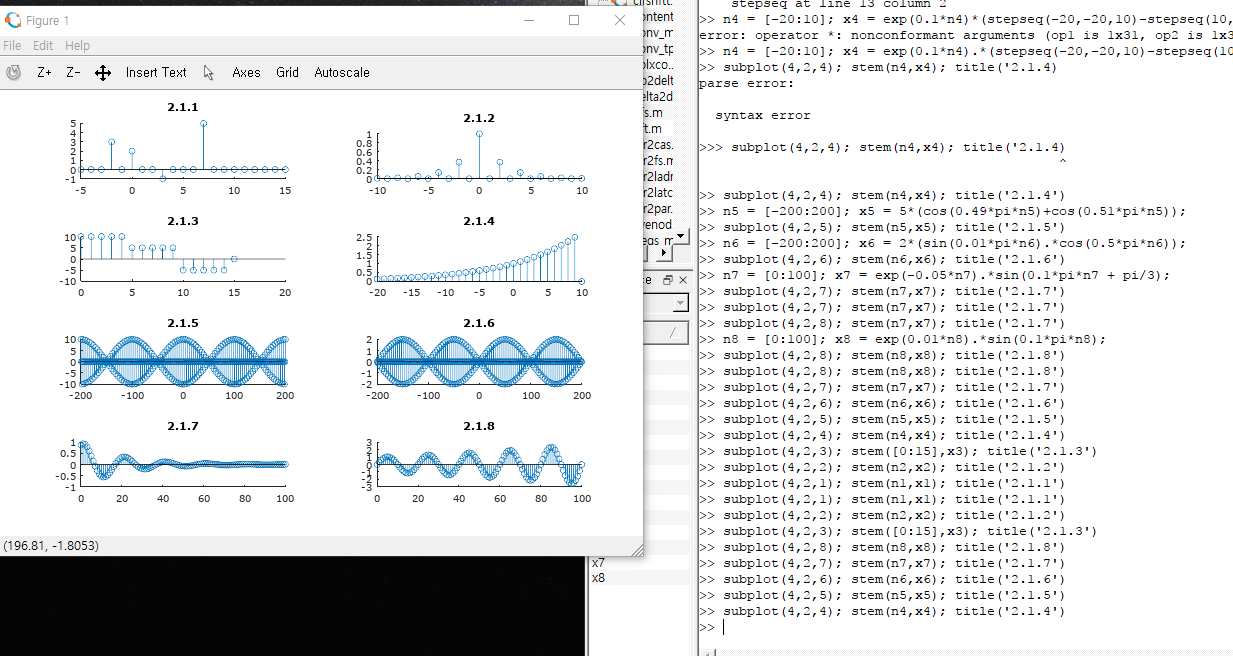 Figure 1
File Edit Help
Z+ Z- Insert Text Axes Grid Autoscale
2.1.1
5
4
3
2
1
0
-1
-5 0 5 10 15
2.1.2
1
0.8
0.6
0.4
0.2
0
-10 -5 0 5 10
2.1.3
10
5
0
-5
-10
0 5 10 15 20
2.1.4
2.5
2
1.5
1
0.5
0
-20 -15 -10 -5 0 5 10
2.1.5
10
5
0
-5
-10
-200 -100 0 100 200
2.1.6
2
1
0
-1
-2
-200 -100 0 100 200
2.1.7
1
0.5
0
-0.5
-1
0 20 40 60 80 100
2.1.8
3
2
1
0
-1
-2
-3
0 20 40 60 80 100
(196.81, -1.8053)
x7
x8
stepseq at line 13 column 2
>> n4 = [-20:10]; x4 = exp(0.1*n4)*(stepseq(-20,-20,10)-stepseq(10,
error: operator *: nonconformant arguments (op1 is 1x31, op2 is 1x3
>> n4 = [-20:10]; x4 = exp(0.1*n4).*(stepseq(-20,-20,10)-stepseq(10
>> subplot(4,2,4); stem(n4,x4); title('2.1.4)
parse error:
syntax error
>>> subplot(4,2,4); stem(n4,x4); title('2.1.4)
^
>> subplot(4,2,4); stem(n4,x4); title('2.1.4')
>> n5 = [-200:200]; x5 = 5*(cos(0.49*pi*n5)+cos(0.51*pi*n5));
>> subplot(4,2,5); stem(n5,x5); title('2.1.5')
>> n6 = [-200:200]; x6 = 2*(sin(0.01*pi*n6).*cos(0.5*pi*n6));
>> subplot(4,2,6); stem(n6,x6); title('2.1.6')
>> n7 = [0:100]; x7 = exp(-0.05*n7).*sin(0.1*pi*n7 + pi/3);
>> subplot(4,2,7); stem(n7,x7); title('2.1.7')
>> subplot(4,2,7); stem(n7,x7); title('2.1.7')
>> subplot(4,2,8); stem(n7,x7); title('2.1.7')
>> n8 = [0:100]; x8 = exp(0.01*n8).*sin(0.1*pi*n8);
>> subplot(4,2,8); stem(n8,x8); title('2.1.8')
>> subplot(4,2,8); stem(n8,x8); title('2.1.8')
>> subplot(4,2,7); stem(n7,x7); title('2.1.7')
>> subplot(4,2,6); stem(n6,x6); title('2.1.6')
>> subplot(4,2,5); stem(n5,x5); title('2.1.5')
>> subplot(4,2,4); stem(n4,x4); title('2.1.4')
>> subplot(4,2,3); stem([0:15],x3); title('2.1.3')
>> subplot(4,2,2); stem(n2,x2); title('2.1.2')
>> subplot(4,2,1); stem(n1,x1); title('2.1.1')
>> subplot(4,2,1); stem(n1,x1); title('2.1.1')
>> subplot(4,2,2); stem(n2,x2); title('2.1.2')
>> subplot(4,2,3); stem([0:15],x3); title('2.1.3')
>> subplot(4,2,8); stem(n8,x8); title('2.1.8')
>> subplot(4,2,7); stem(n7,x7); title('2.1.7')
>> subplot(4,2,6); stem(n6,x6); title('2.1.6')
>> subplot(4,2,5); stem(n5,x5); title('2.1.5')
>> subplot(4,2,4); stem(n4,x4); title('2.1.4')
>>